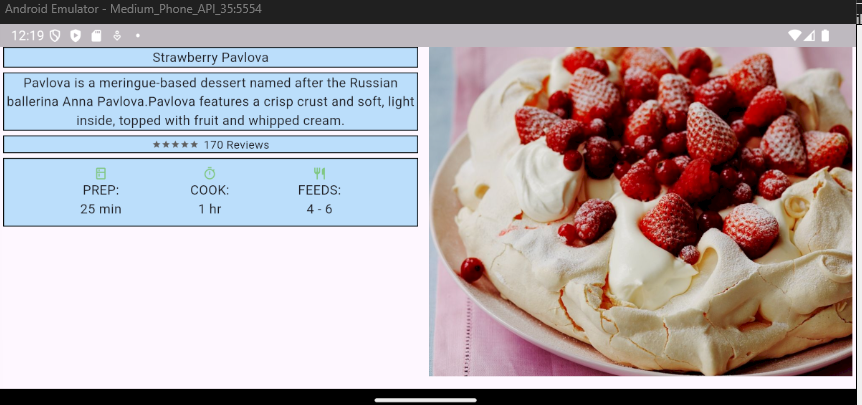 Android Emulator - Medium_Phone_API_35:5554
12:19
Strawberry Pavlova
Pavlova is a meringue-based dessert named after the Russian
ballerina Anna Pavlova.Pavlova features a crisp crust and soft, light
inside, topped with fruit and whipped cream.
170 Reviews
PREP: COOK: FEEDS:
25 min 1 hr 4 - 6